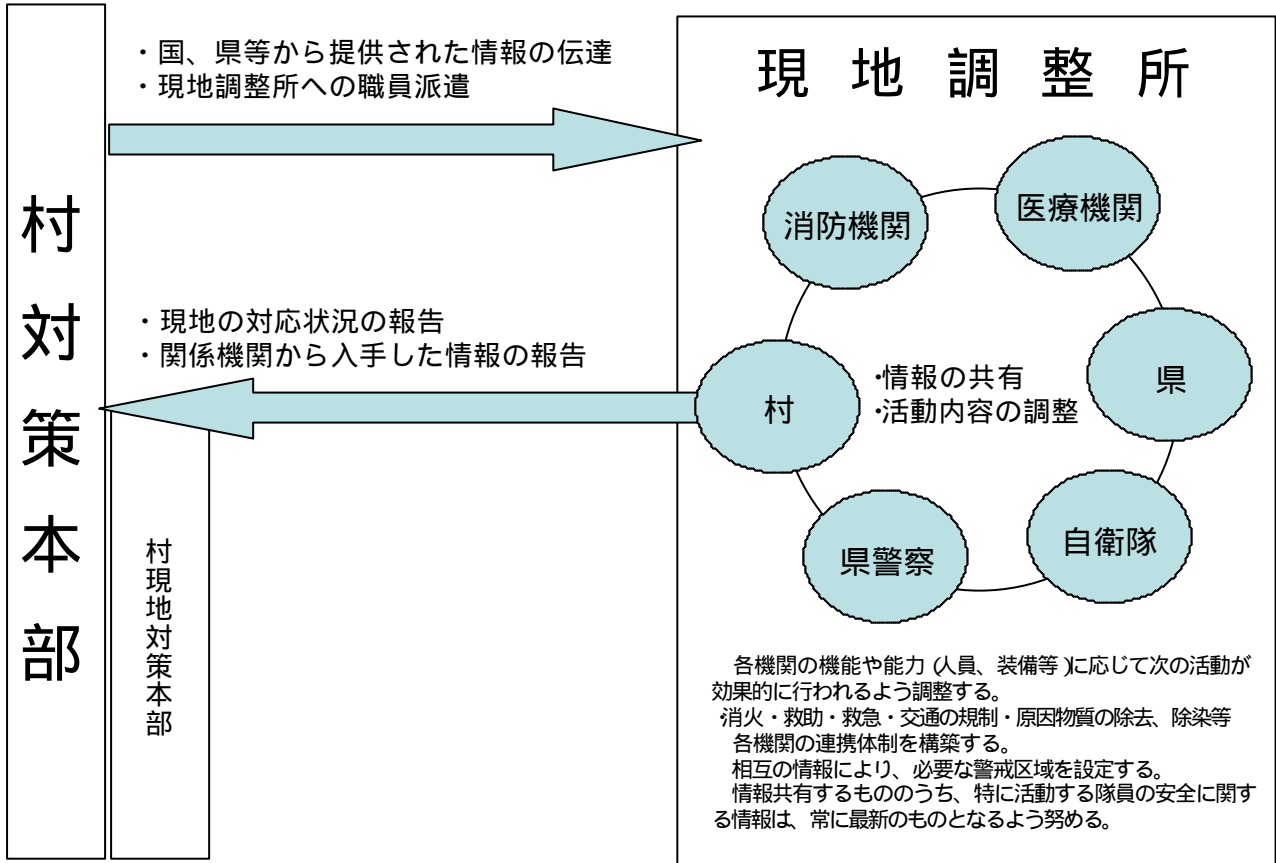 村対策本部
村現地対策本部
・国、県等から提供された情報の伝達
・現地調整所への職員派遣
・現地の対応状況の報告
・関係機関から入手した情報の報告
現地調整所
消防機関
医療機関
県
自衛隊
県警察
村
・情報の共有
・活動内容の調整
各機関の機能や能力(人員、装備等)に応じて次の活動が
効果的に行われるよう調整する。
・消火・救助・救急・交通の規制・原因物質の除去、除染等
各機関の連携体制を構築する。
相互の情報により、必要な警戒区域を設定する。
情報共有するもののうち、特に活動する隊員の安全に関す
る情報は、常に最新のものとなるよう努める。